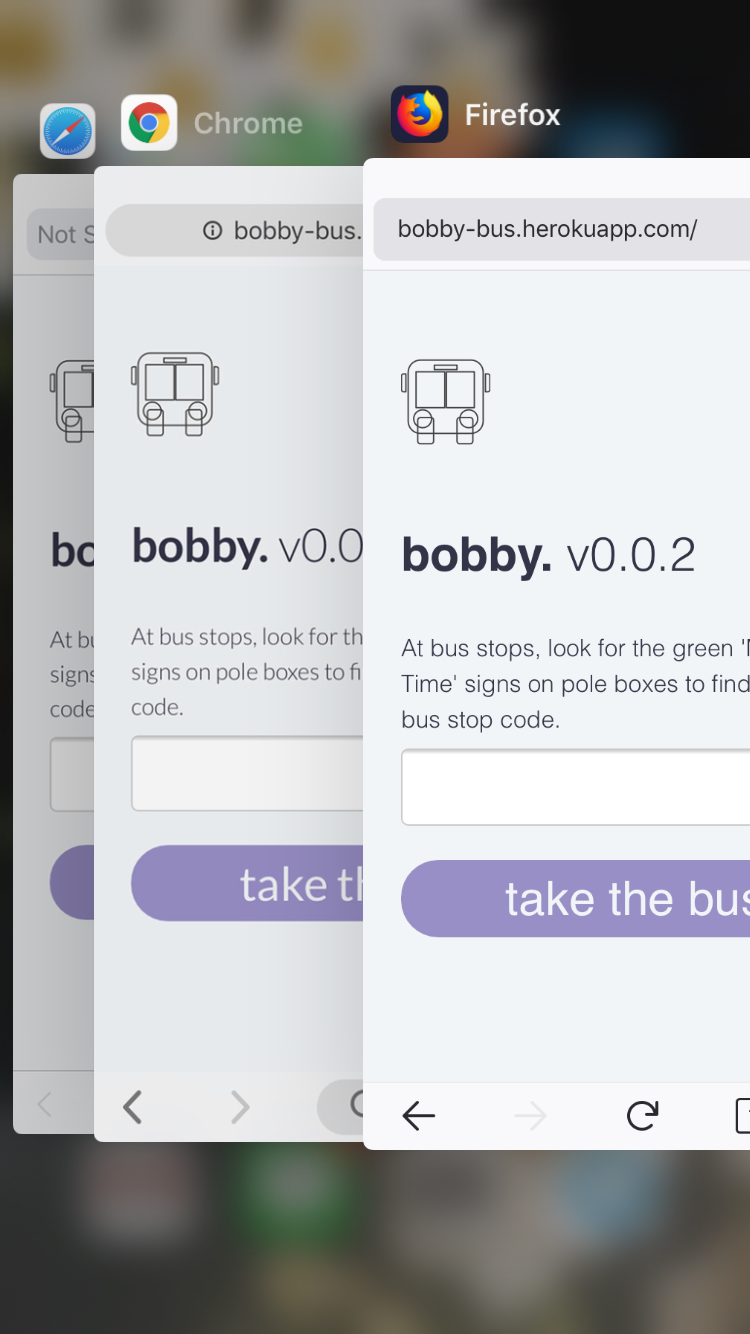 Chrome
Firefox
Not S
bobby-bus.
bobby-bus.herokuapp.com/
bo
bobby. v0.0
bobby. v0.0.2
At bu
signs
code
At bus stops, look for th
signs on pole boxes to fi
code.
At bus stops, look for the green 'N
Time' signs on pole boxes to find
bus stop code.
take th
take the bus